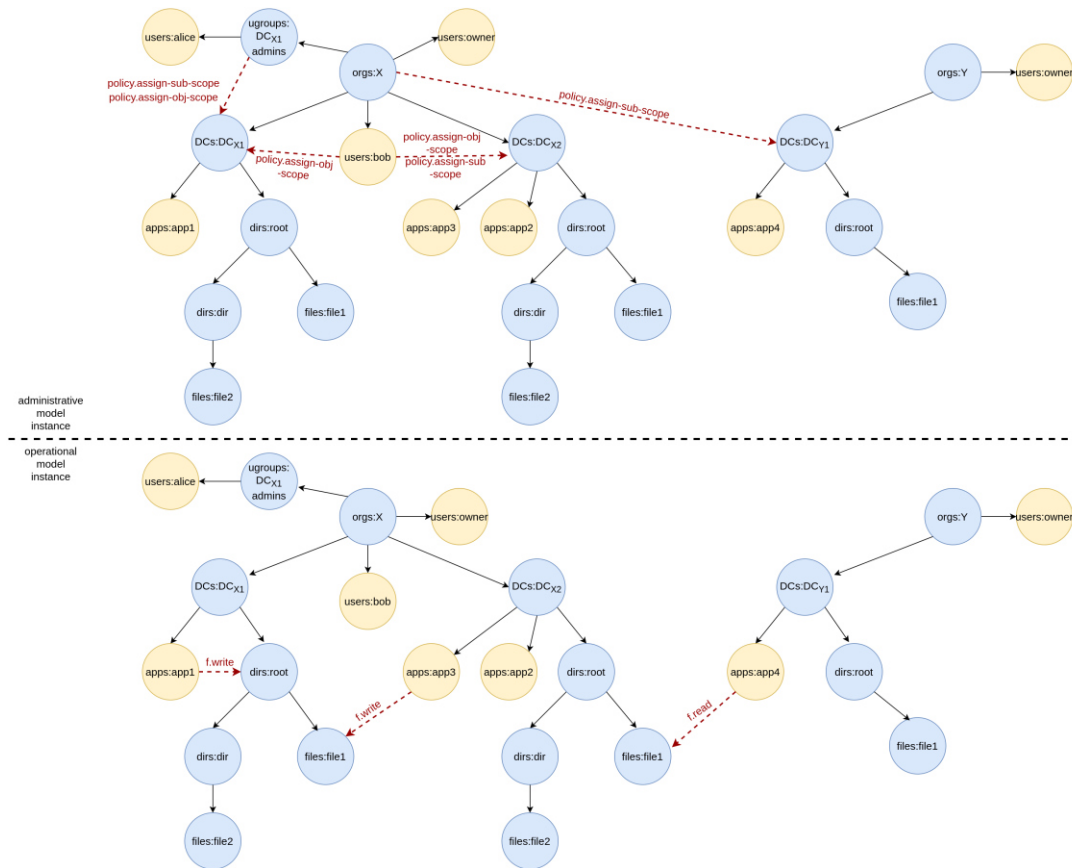 users:alice
ugroups:
DCX1
admins
users:owner
orgs:X
orgs:Y
users:owner
policy.assign-sub-scope
policy.assign-obj-scope
policy.assign-sub-scope
DCs:DCX1
policy.assign-obj
-scope
users:bob
policy.assign-obj
-scope
policy.assign-sub
-scope
DCs:DCX2
DCs:DCY1
apps:app1
dirs:root
apps:app3
apps:app2
dirs:root
apps:app4
dirs:root
dirs:dir
files:file1
dirs:dir
files:file1
files:file1
files:file2
files:file2
administrative
model
instance
operational
model
instance
users:alice
ugroups:
DCX1
admins
orgs:X
users:owner
orgs:Y
users:owner
DCs:DCX1
users:bob
DCs:DCX2
DCs:DCY1
apps:app1
f.write
dirs:root
apps:app3
apps:app2
dirs:root
apps:app4
dirs:root
f.write
f.read
dirs:dir
files:file1
dirs:dir
files:file1
files:file1
files:file2
files:file2